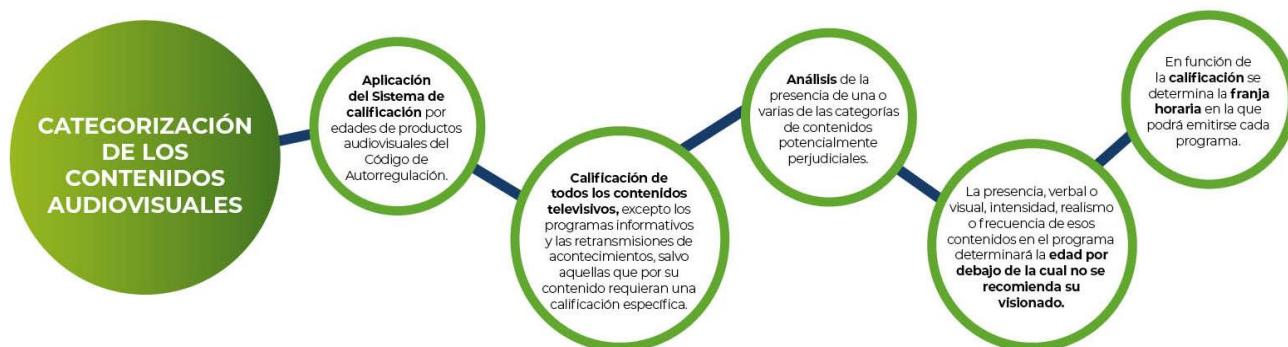 CATEGORIZACIÓN
DE LOS
CONTENIDOS
AUDIOVISUALES
Aplicación
del Sistema de
calificación por
edades de productos
audiovisuales del
Código de
Autorregulación.
Calificación de
todos los contenidos
televisivos, excepto los
programas informativos
y las retransmisiones de
acontecimientos, salvo
aquellas que por su
contenido requieran una
calificación específica.
Análisis de la
presencia de una o
varias de las categorías
de contenidos
potencialmente
perjudiciales.
La presencia, verbal o
visual, intensidad, realismo
o frecuencia de esos
contenidos en el programa
determinará la edad por
debajo de la cual no se
recomienda su
visionado.
En función de
la calificación se
determina la franja
horaria en la que
podrá emitirse cada
programa.